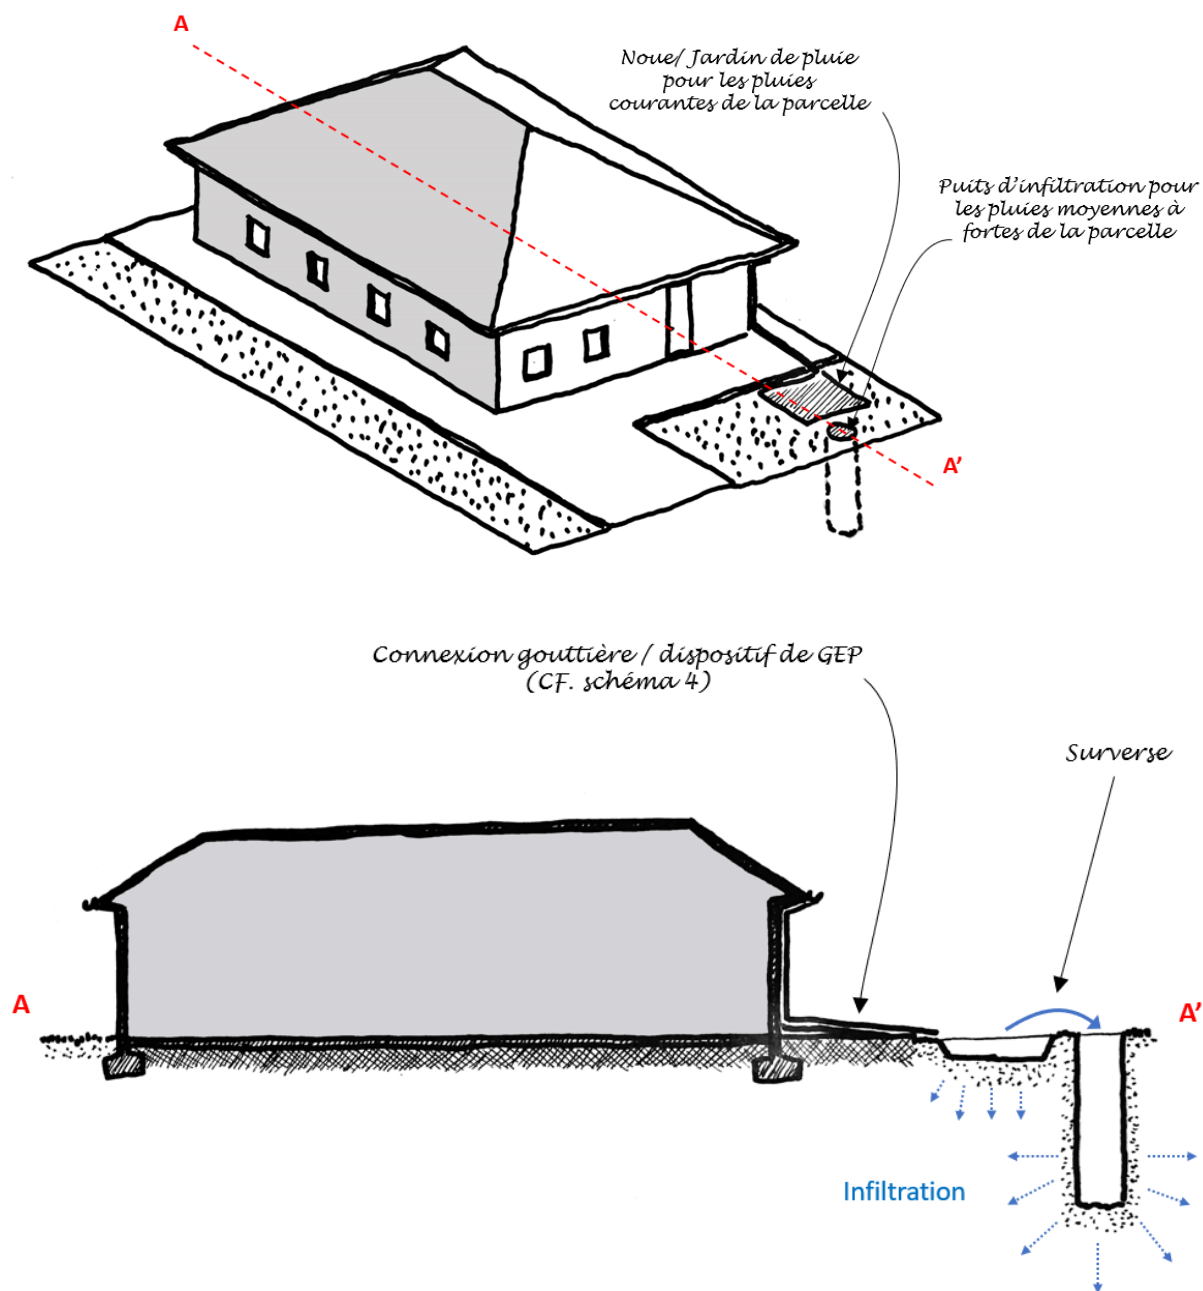 A
Noue/ Jardin de pluie
pour les pluies
courantes de la parcelle
Puits d'infiltration pour
les pluies moyennes à
fortes de la parcelle
A'
Connexion gouttière / dispositif de GEP
(CF. schéma 4)
Surverse
A
A'
Infiltration